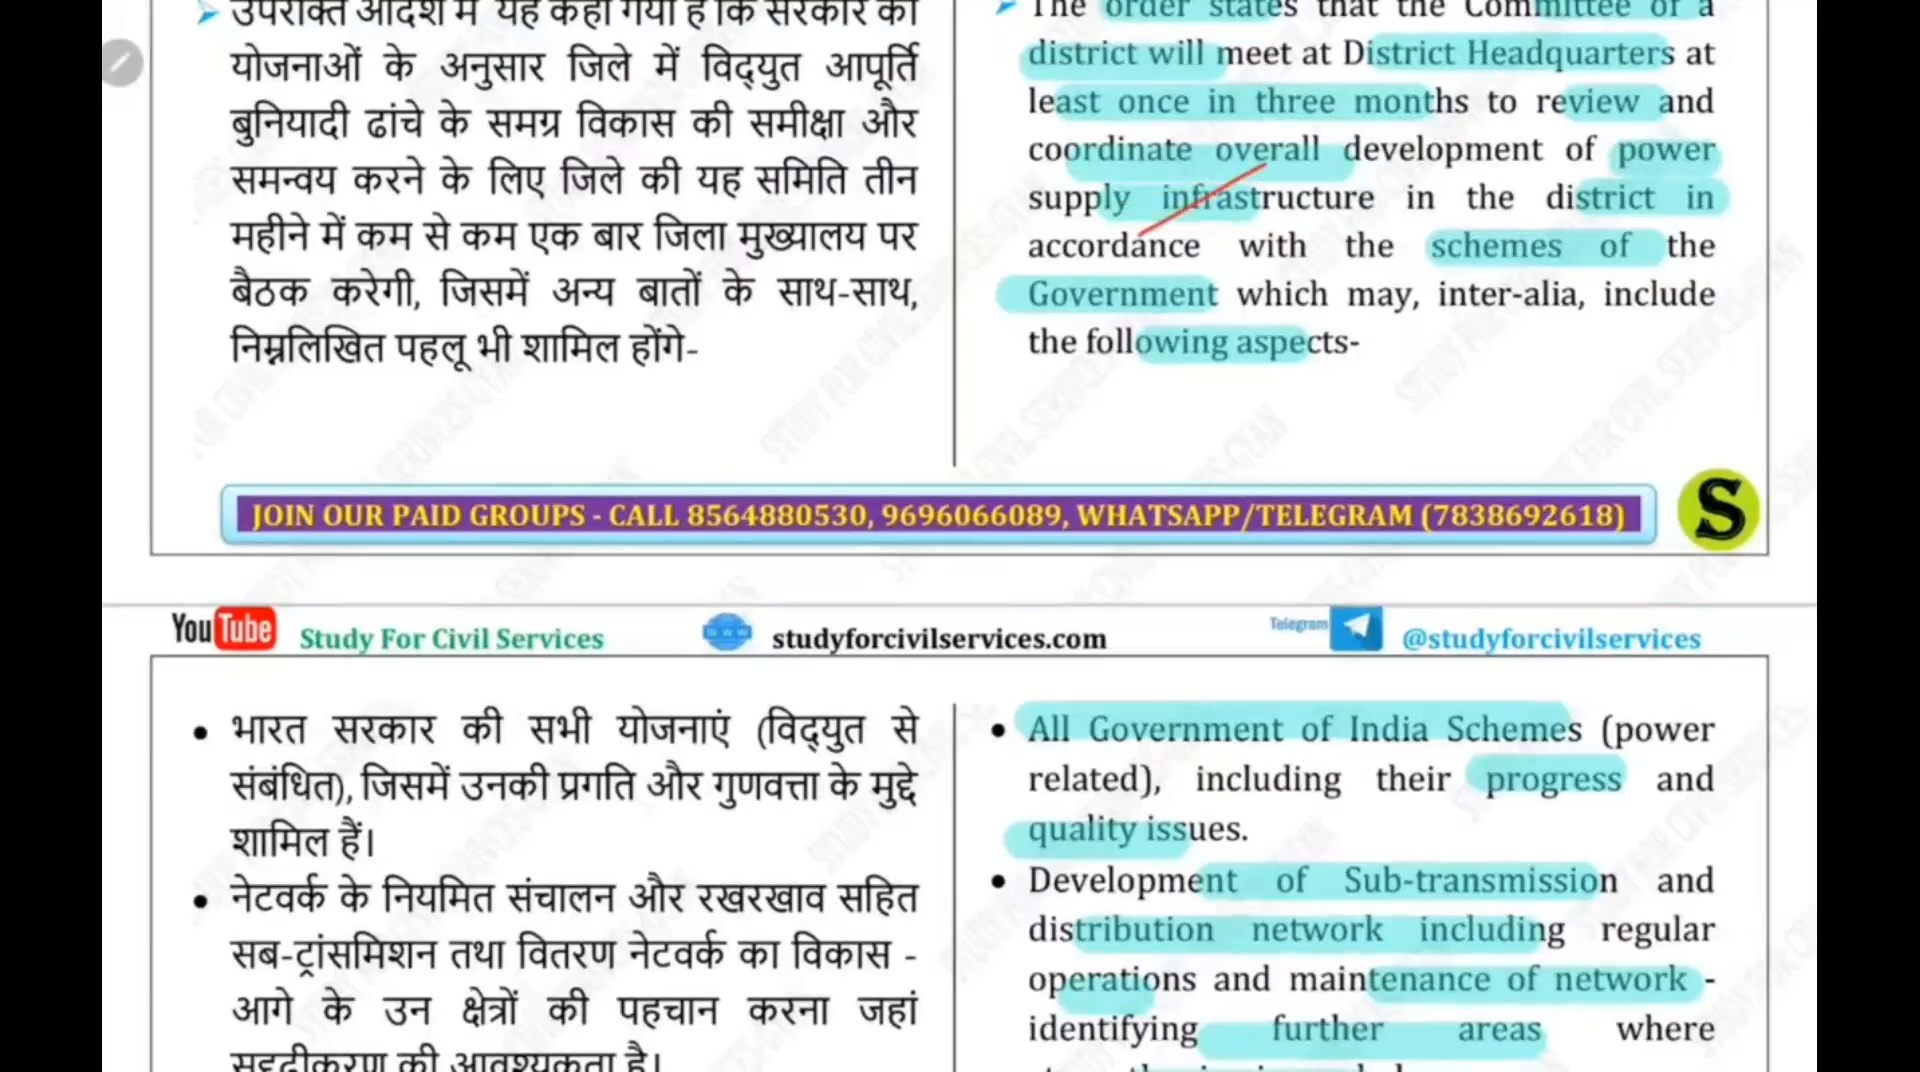 उपरोक्त आदेश में यह कहा गया है कि सरकार की
योजनाओं के अनुसार जिले में विद्युत आपूर्ति
बुनियादी ढांचे के समग्र विकास की समीक्षा और
समन्वय करने के लिए जिले की यह समिति तीन
महीने में कम से कम एक बार जिला मुख्यालय पर
बैठक करेगी, जिसमें अन्य बातों के साथ-साथ,
निम्नलिखित पहलू भी शामिल होंगे-
The order states that the Committee of a
district will meet at District Headquarters at
least once in three months to review and
coordinate overall development of power
supply infrastructure in the district in
accordance with the schemes of the
Government which may, inter-alia, include
the following aspects-
JOIN OUR PAID GROUPS - CALL 8564880530, 9696066089, WHATSAPP/TELEGRAM (7838692618)
S
YouTube Study For Civil Services
www studyforcivilservices.com
Telegram @studyforcivilservices
• भारत सरकार की सभी योजनाएं (विद्युत से
संबंधित), जिसमें उनकी प्रगति और गुणवत्ता के मुद्दे
शामिल हैं।
• नेटवर्क के नियमित संचालन और रखरखाव सहित
सब-ट्रांसमिशन तथा वितरण नेटवर्क का विकास -
आगे के उन क्षेत्रों की पहचान करना जहां
सुदृढीकरण की आवश्यकता है।
• All Government of India Schemes (power
related), including their progress and
quality issues.
• Development of Sub-transmission and
distribution network including regular
operations and maintenance of network -
identifying further areas where